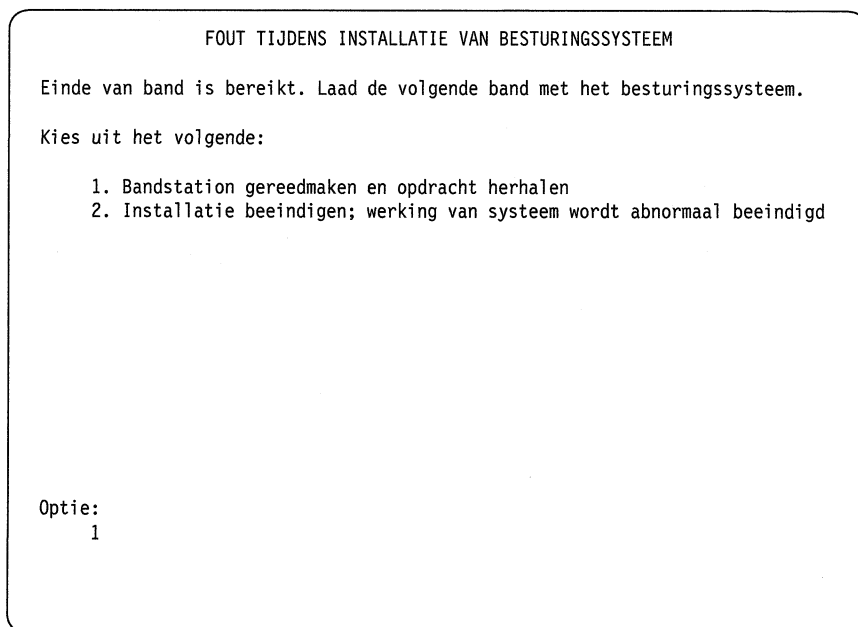 FOUT TIJDENS INSTALLATIE VAN BESTURINGSSYSTEEM
Einde van band is bereikt. Laad de volgende band met het besturingssysteem.
Kies uit het volgende:
1. Bandstation gereedmaken en opdracht herhalen
2. Installatie beeindigen; werking van systeem wordt abnormaal beeindigd
Optie:
1